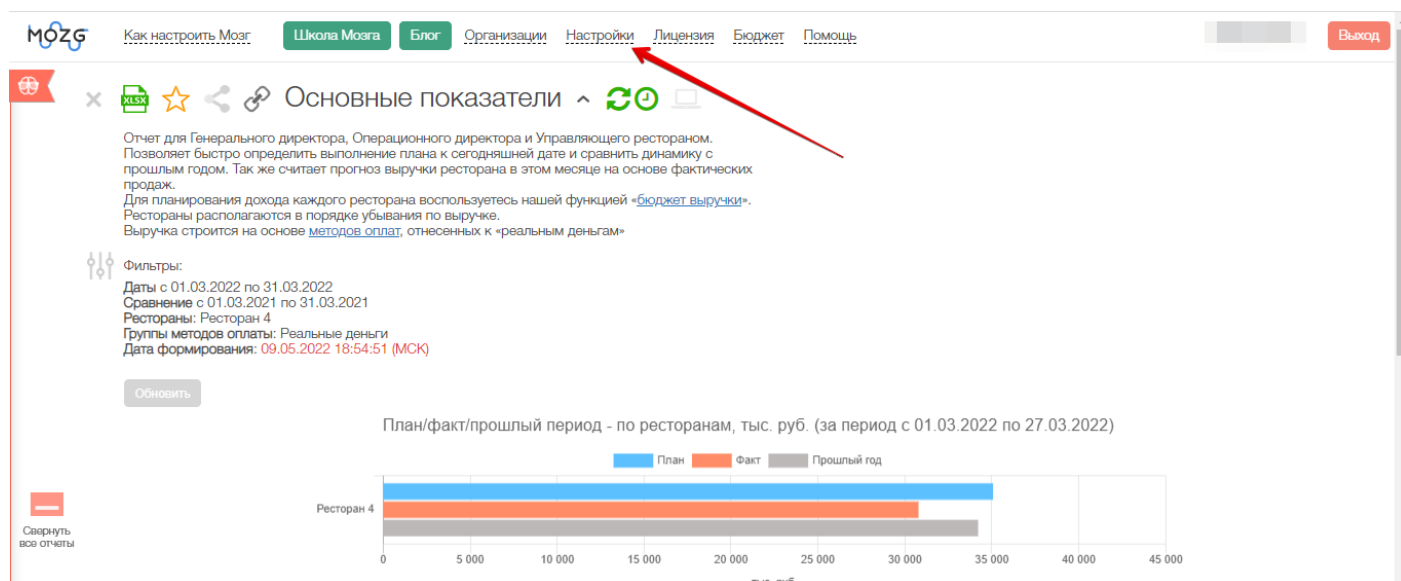 MOZG
Как настроить Мозг
Школа Мозга
Блог
Организации
Настройки
Лицензия
Бюджет
Помощь
Выход
XLSX
Основные показатели
Отчет для Генерального директора, Операционного директора и Управляющего рестораном.
Позволяет быстро определить выполнение плана к сегодняшней дате и сравнить динамику с
прошлым годом. Так же считает прогноз выручки ресторана в этом месяце на основе фактических
продаж.
Для планирования дохода каждого ресторана воспользуетесь нашей функцией «бюджет выручки».
Рестораны располагаются в порядке убывания по выручке.
Выручка строится на основе методов оплат, отнесенных к «реальным деньгам»
Фильтры:
Даты с 01.03.2022 по 31.03.2022
Сравнение с 01.03.2021 по 31.03.2021
Рестораны: Ресторан 4
Группы методов оплаты: Реальные деньги
Дата формирования: 09.05.2022 18:54:51 (МСК)
Обновить
План/факт/прошлый период - по ресторанам, тыс. руб. (за период с 01.03.2022 по 27.03.2022)
План Факт Прошлый год
Ресторан 4
Свернуть
все отчеты
0 5 000 10 000 15 000 20 000 25 000 30 000 35 000 40 000 45 000